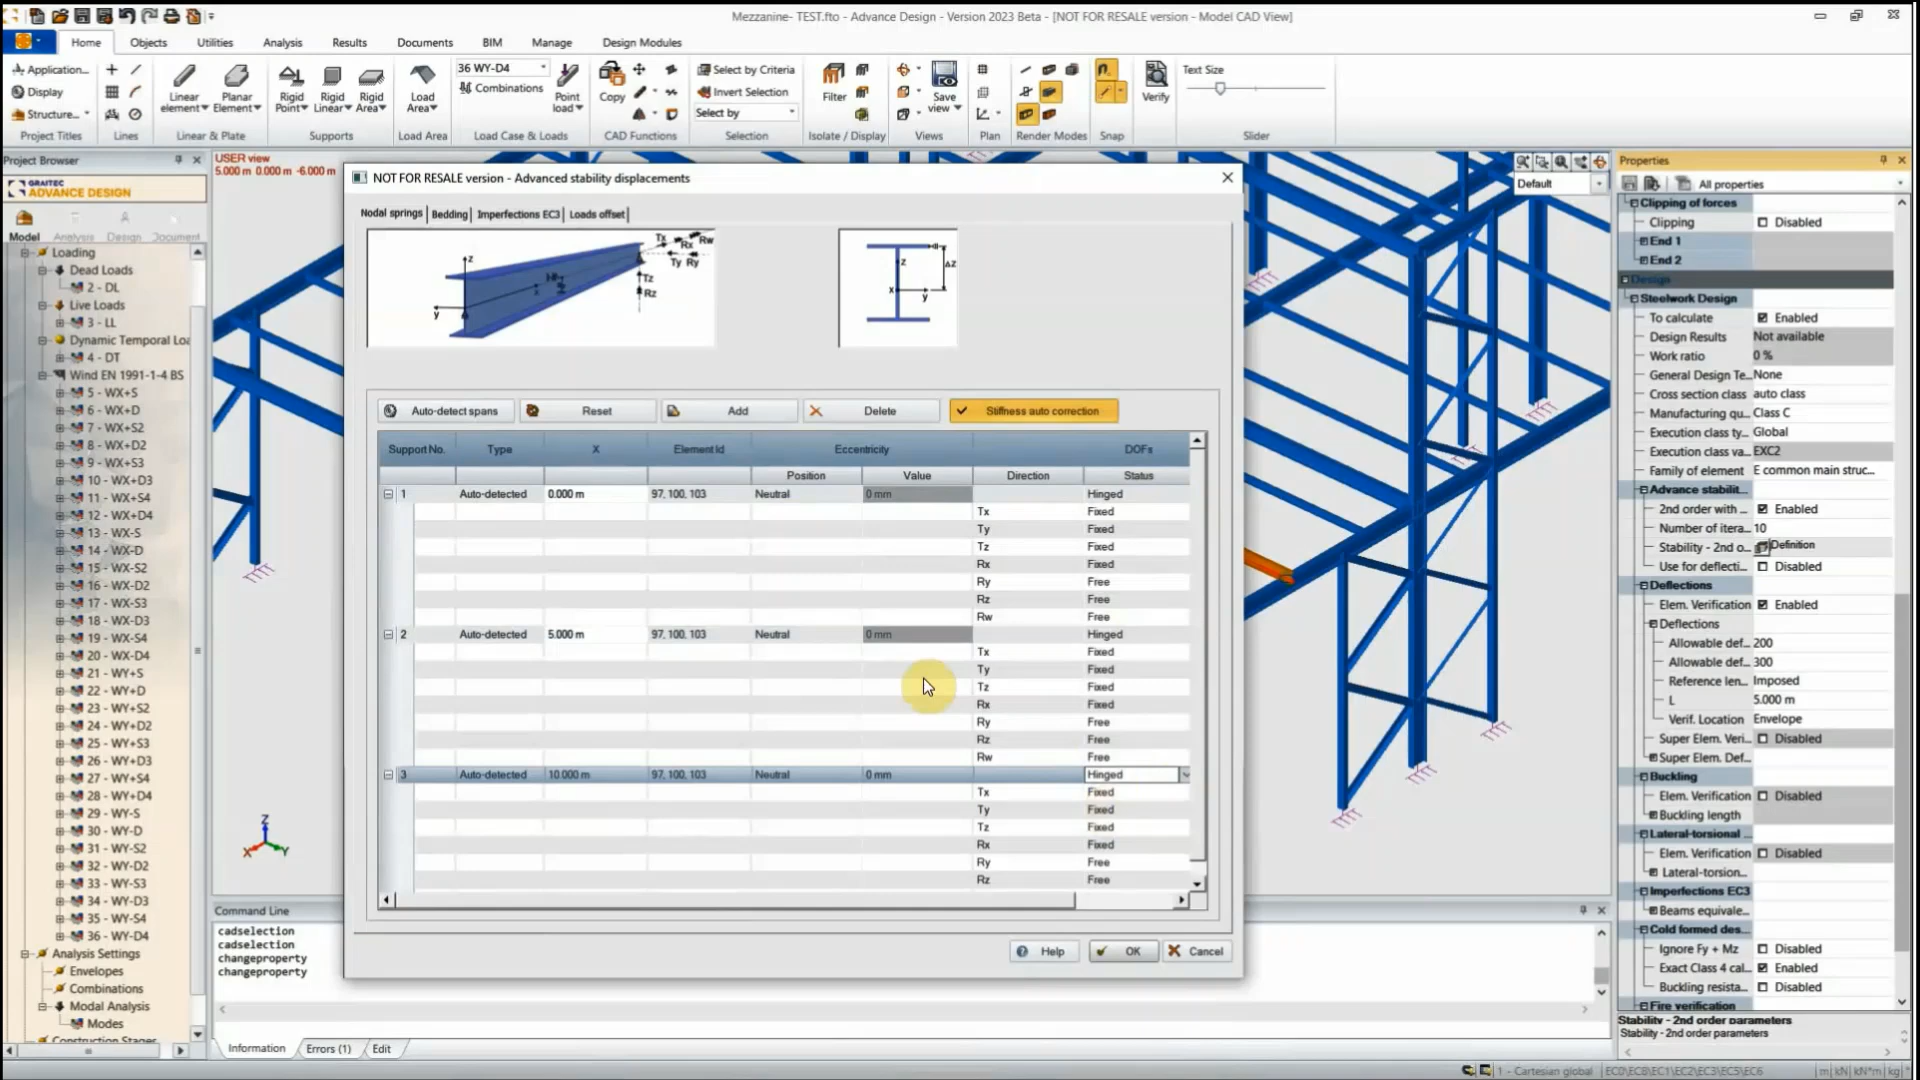 Mezzanine- TEST.fto - Advance Design - Version 2023 Beta - [NOT FOR RESALE version - Model CAD View]
Home Objects Utilities Analysis Results Documents BIM Manage Design Modules
Application...
Display
Structure...
Project Titles
Lines
Linear element
Planar Element
Linear & Plate
Rigid Point
Rigid Linear
Rigid Area
Supports
Load Area
Load Area
36 WY-D4
Combinations
Point load
Load Case & Loads
Copy
CAD Functions
Select by Criteria
Invert Selection
Select by
Selection
Filter
Isolate / Display
Save view
Views
Plan
Render Modes
Snap
Verify
Text Size
Slider
Project Browser
GRAITEC
ADVANCE DESIGN
Model Analysis Design Document
Loading
Dead Loads
2 - DL
Live Loads
3 - LL
Dynamic Temporal Loa
4 - DT
Wind EN 1991-1-4 BS
5 - WX+S
6 - WX+D
7 - WX+S2
8 - WX+D2
9 - WX+S3
10 - WX+D3
11 - WX+S4
12 - WX+D4
13 - WX-S
14 - WX-D
15 - WX-S2
16 - WX-D2
17 - WX-S3
18 - WX-D3
19 - WX-S4
20 - WX-D4
21 - WY+S
22 - WY+D
23 - WY+S2
24 - WY+D2
25 - WY+S3
26 - WY+D3
27 - WY+S4
28 - WY+D4
29 - WY-S
30 - WY-D
31 - WY-S2
32 - WY-D2
33 - WY-S3
34 - WY-D3
35 - WY-S4
36 - WY-D4
Analysis Settings
Envelopes
Combinations
Modal Analysis
Modes
Construction Stages
USER view
5.000 m 0.000 m -6.000 m
Z
X Y
NOT FOR RESALE version - Advanced stability displacements
Nodal springs Bedding Imperfections EC3 Loads offset
z
y
x
Tx Rx Rw
Ty Ry
Tz
Rz
z
x
y
ΔZ
Auto-detect spans Reset Add Delete Stiffness auto correction
Support No. Type X Element Id Eccentricity DOFs
Position Value Direction Status
1 Auto-detected 0.000 m 97, 100, 103 Neutral 0 mm Hinged
Tx Fixed
Ty Fixed
Tz Fixed
Rx Fixed
Ry Free
Rz Free
Rw Free
2 Auto-detected 5.000 m 97, 100, 103 Neutral 0 mm Hinged
Tx Fixed
Ty Fixed
Tz Fixed
Rx Fixed
Ry Free
Rz Free
Rw Free
3 Auto-detected 10.000 m 97, 100, 103 Neutral 0 mm Hinged
Tx Fixed
Ty Fixed
Tz Fixed
Rx Fixed
Ry Free
Rz Free
Help OK Cancel
Default
Command Line
cadselection
cadselection
changeproperty
changeproperty
Information Errors (1) Edit
Properties
All properties
Clipping of forces
Clipping Disabled
End 1
End 2
Design
Steelwork Design
To calculate Enabled
Design Results Not available
Work ratio 0 %
General Design Te... None
Cross section class auto class
Manufacturing qu... Class C
Execution class ty... Global
Execution class va... EXC2
Family of element E common main struc...
Advance stabilit...
2nd order with ... Enabled
Number of itera... 10
Stability - 2nd o... Definition
Use for deflecti... Disabled
Deflections
Elem. Verification Enabled
Deflections
Allowable def... 200
Allowable def... 300
Reference len... Imposed
L 5.000 m
Verif. Location Envelope
Super Elem. Veri... Disabled
Super Elem. Def...
Buckling
Elem. Verification Disabled
Buckling length
Lateral-torsional ...
Elem. Verification Disabled
Lateral-torsion...
Imperfections EC3
Beams equivale...
Cold formed des...
Ignore Fy + Mz Disabled
Exact Class 4 cal... Enabled
Buckling resista... Disabled
Fire verification
Stability - 2nd order parameters
Stability - 2nd order parameters
1 - Cartesian global EC0\EC8\EC1\EC2\EC3\EC5\EC6 m kN kN*m kg